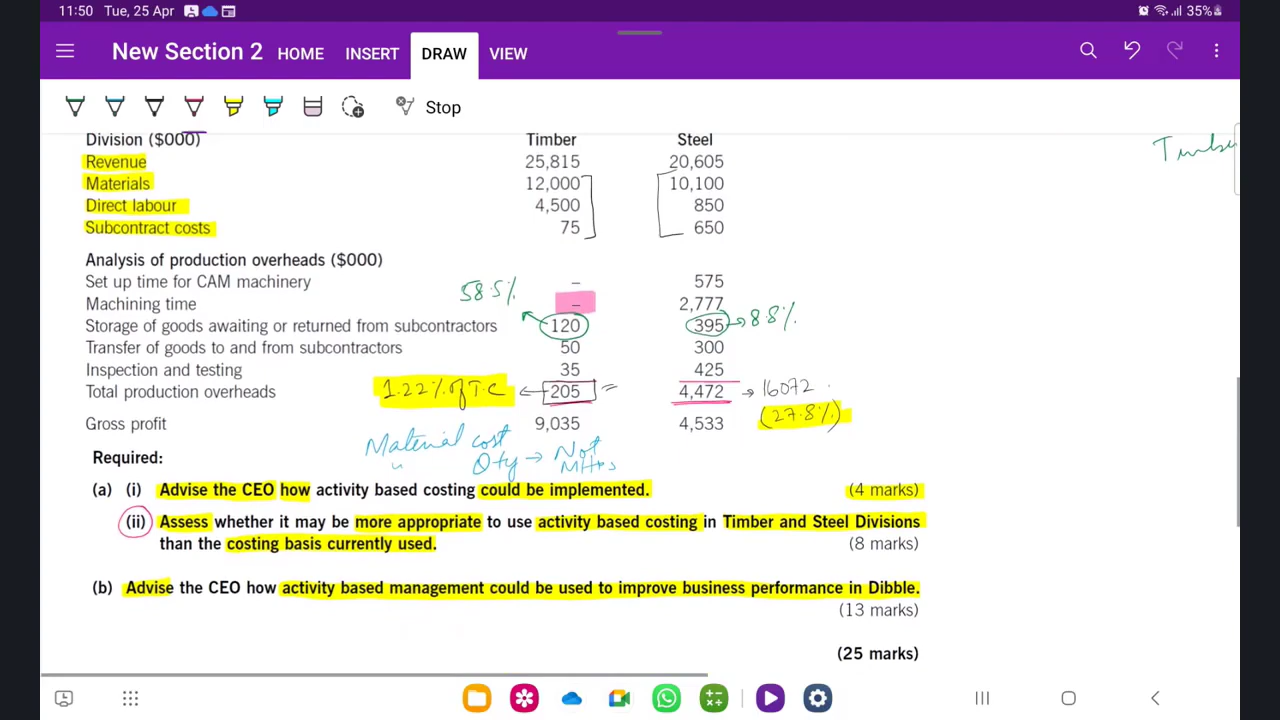 11:50 Tue, 25 Apr 35%
New Section 2 HOME INSERT DRAW VIEW
Stop
Division ($000) Timber Steel
Revenue 25,815 20,605
Materials 12,000 10,100
Direct labour 4,500 850
Subcontract costs 75 650
Timbe
Analysis of production overheads ($000)
Set up time for CAM machinery – 575
58.5%
Machining time – 2,777
Storage of goods awaiting or returned from subcontractors 120 395 8.8%
Transfer of goods to and from subcontractors 50 300
Inspection and testing 35 425
Total production overheads 1.22% of T.C 205 = 4,472 16072
(27.8%)
Gross profit 9,035 4,533
Material cost
Qty → Not
MHrs
Required:
(a) (i) Advise the CEO how activity based costing could be implemented. (4 marks)
(ii) Assess whether it may be more appropriate to use activity based costing in Timber and Steel Divisions
than the costing basis currently used. (8 marks)
(b) Advise the CEO how activity based management could be used to improve business performance in Dibble.
(13 marks)
(25 marks)